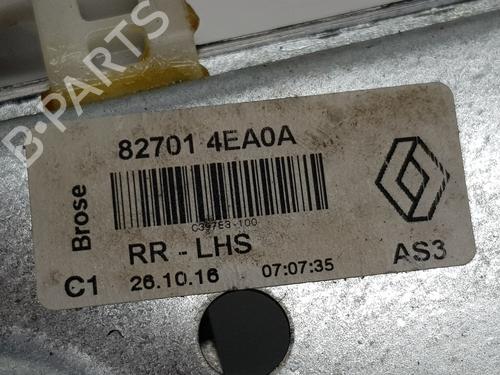 B-PARTS
82701 4EA0A
Brose
C397E3-100
RR - LHS
C1 26.10.16 07:07:35 AS3